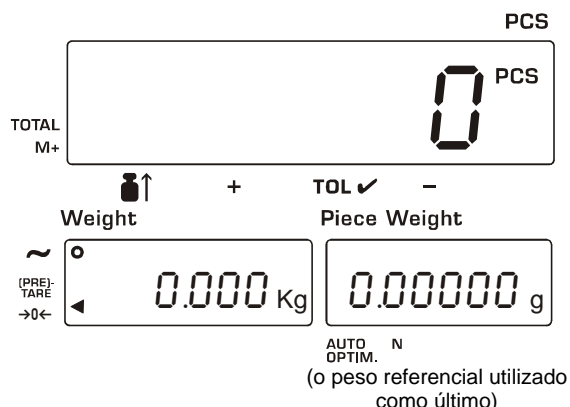 PCS
0 PCS
TOTAL
M+
+ TOL ✔ −
Weight Piece Weight
~
[PRE]-
TARE
→0←
0.000 Kg
0.00000 g
AUTO N
OPTIM.
(o peso referencial utilizado
como último)